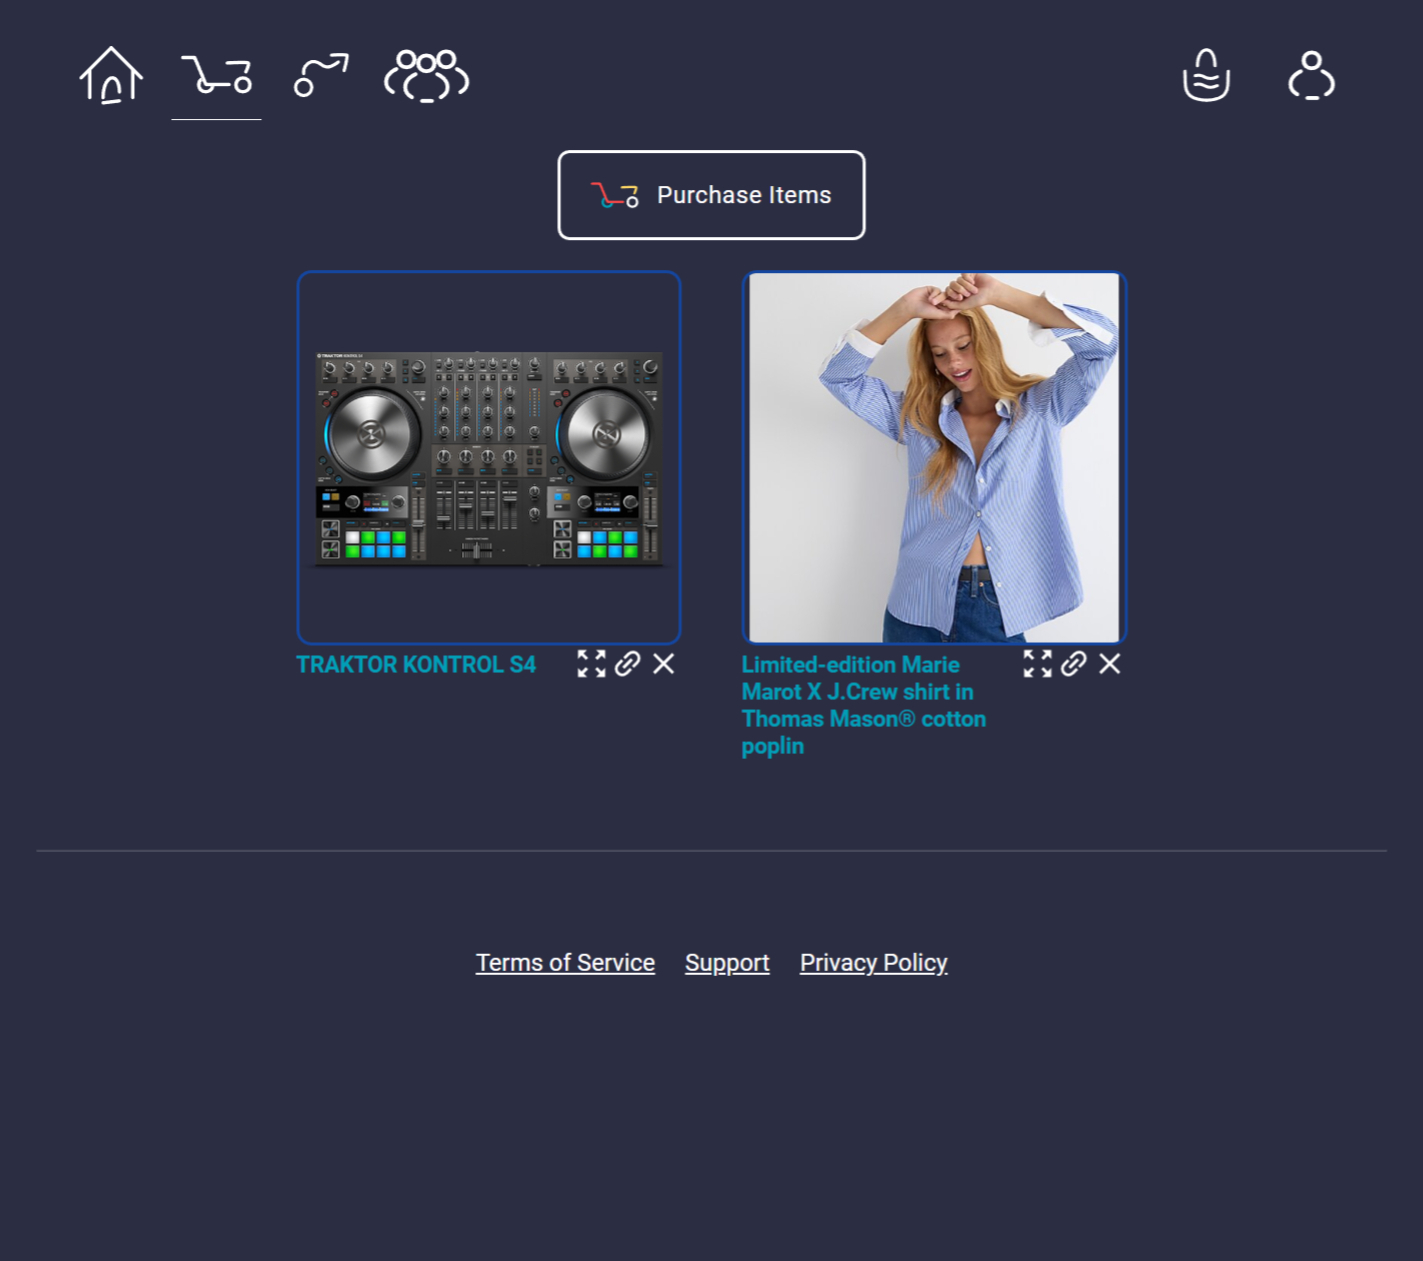 Purchase Items
TRAKTOR KONTROL S4
Limited-edition Marie
Marot X J.Crew shirt in
Thomas Mason® cotton
poplin
Terms of Service Support Privacy Policy